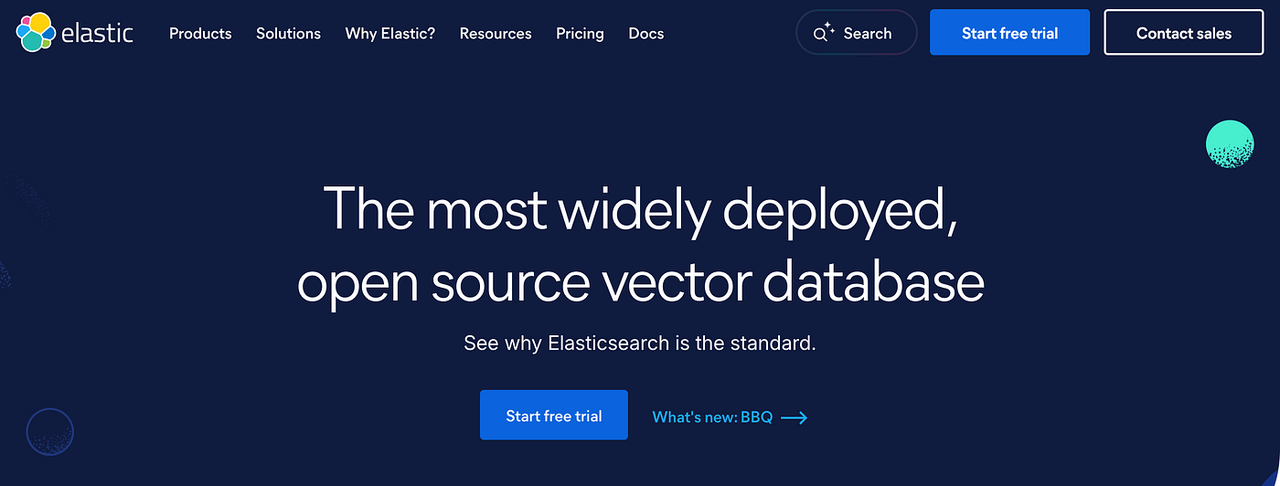 elastic Products Solutions Why Elastic? Resources Pricing Docs Search Start free trial Contact sales
The most widely deployed,
open source vector database
See why Elasticsearch is the standard.
Start free trial What's new: BBQ